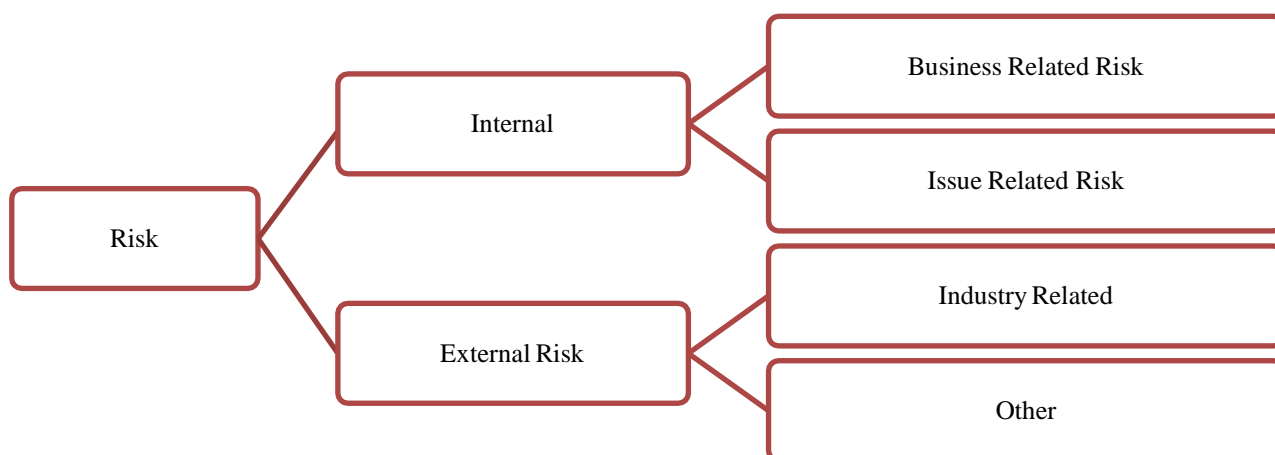 Risk
Internal
Business Related Risk
Issue Related Risk
External Risk
Industry Related
Other